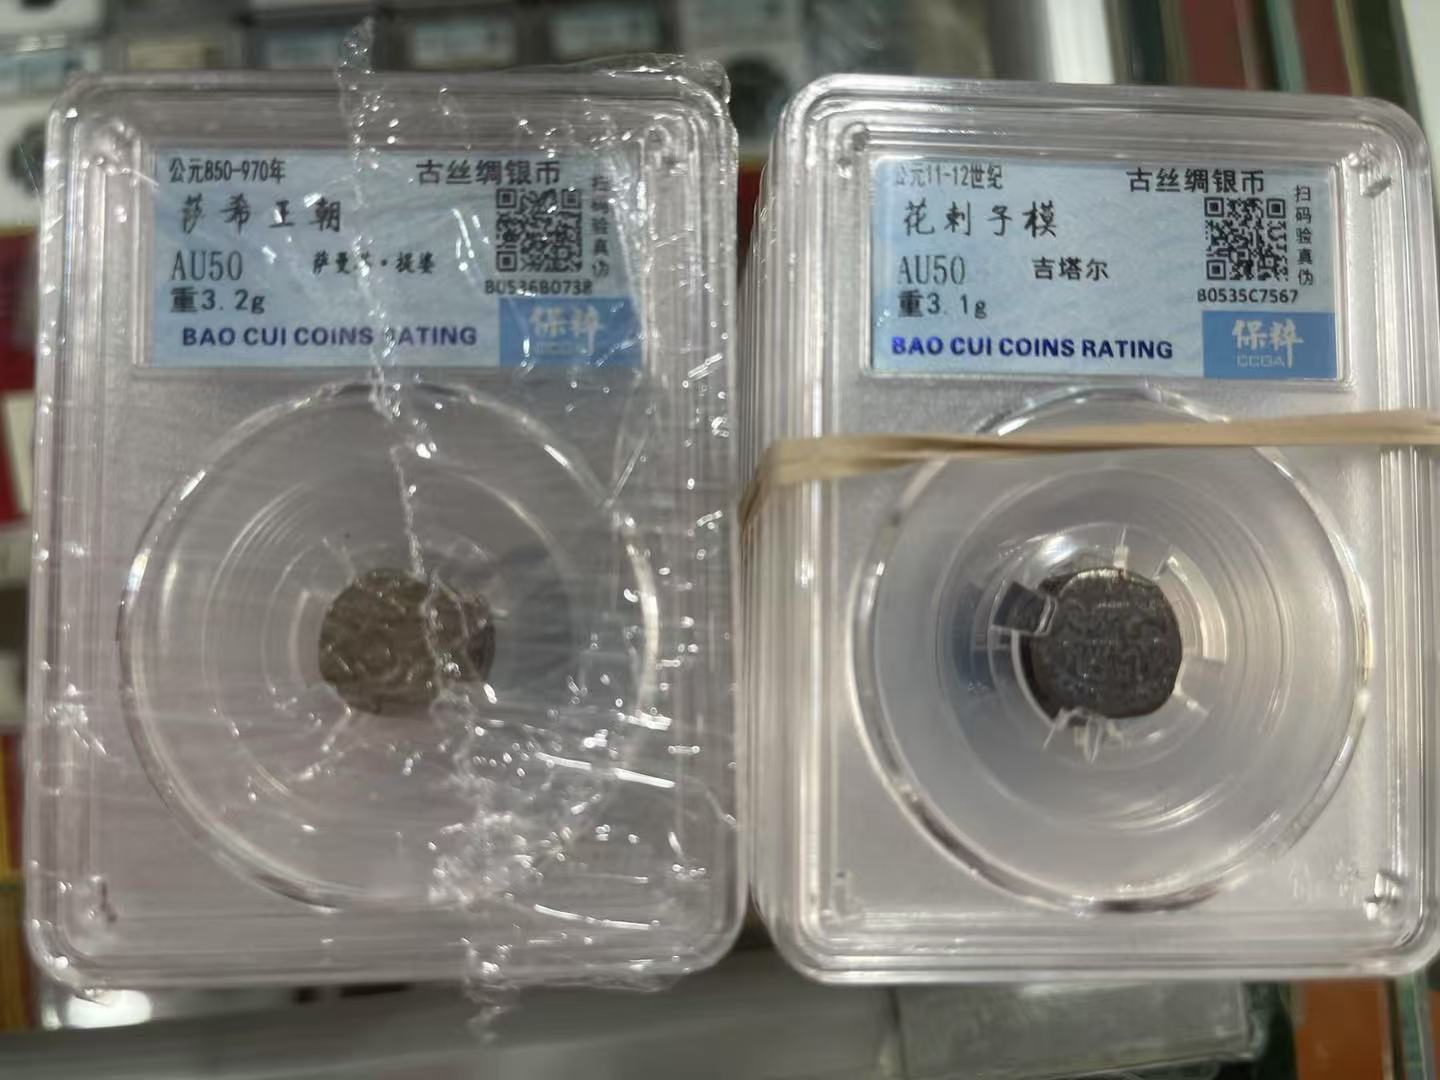 公元850-970年
古丝绸银币
莎希王朝
AU50
重3.2g
扫码验真伪
B0536B0738
BAO CUI COINS RATING
保粹
CCGA
公元11-12世纪
古丝绸银币
花剌子模
AU50
吉塔尔
重3.1g
扫码验真伪
B0535C7567
BAO CUI COINS RATING
保粹
CCGA